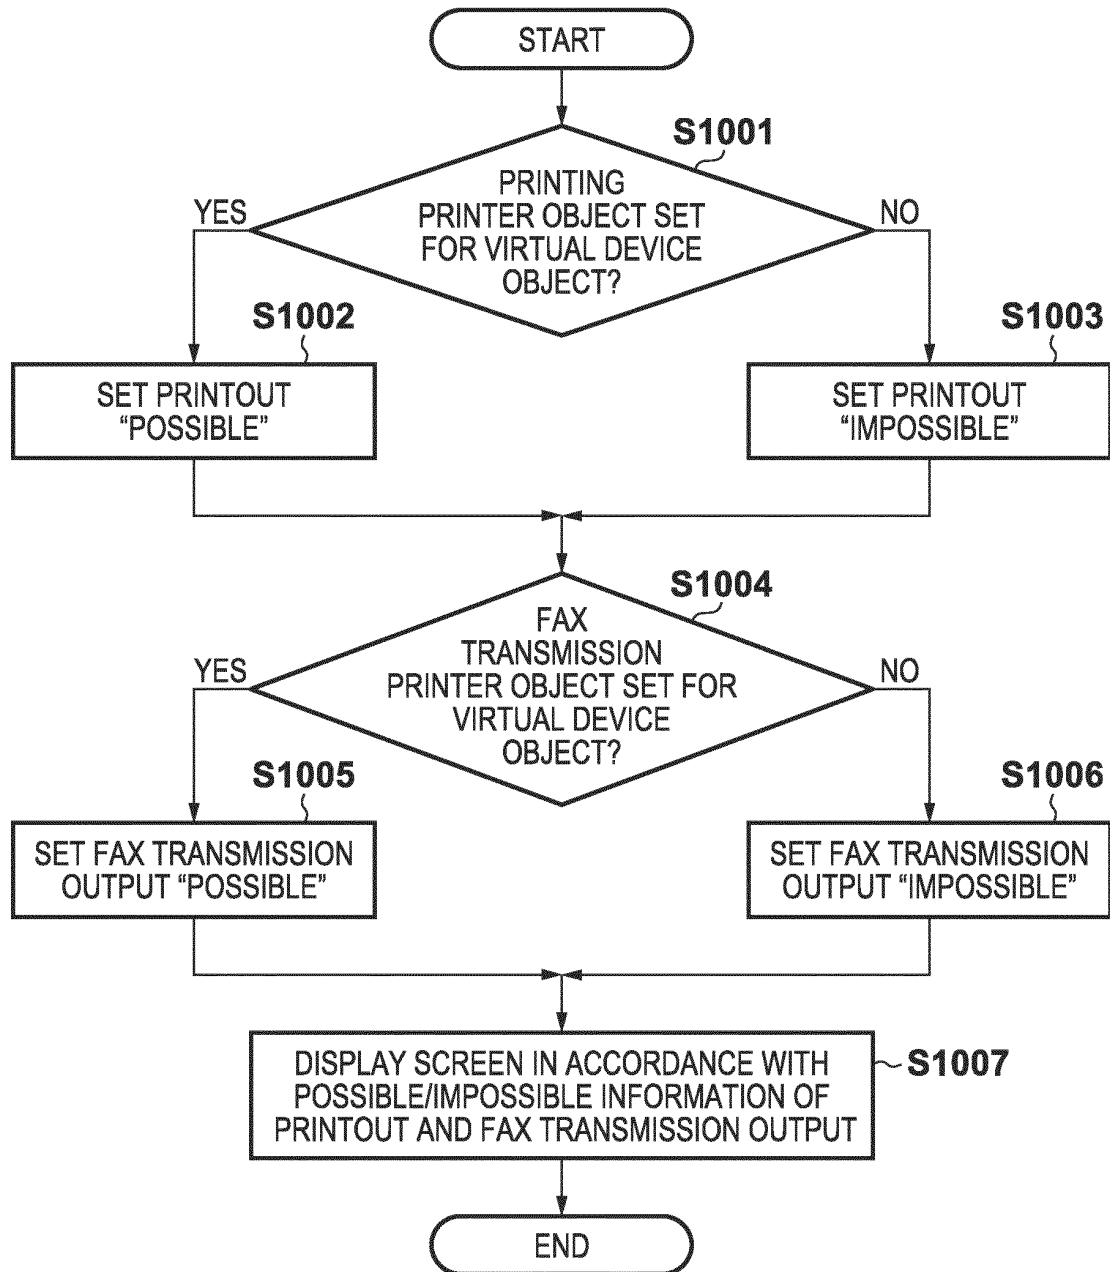 START
S1001
PRINTING
PRINTER OBJECT SET
FOR VIRTUAL DEVICE
OBJECT?
YES
NO
S1002
SET PRINTOUT
“POSSIBLE”
S1003
SET PRINTOUT
“IMPOSSIBLE”
S1004
FAX
TRANSMISSION
PRINTER OBJECT SET FOR
VIRTUAL DEVICE
OBJECT?
YES
NO
S1005
SET FAX TRANSMISSION
OUTPUT “POSSIBLE”
S1006
SET FAX TRANSMISSION
OUTPUT “IMPOSSIBLE”
DISPLAY SCREEN IN ACCORDANCE WITH
POSSIBLE/IMPOSSIBLE INFORMATION OF
PRINTOUT AND FAX TRANSMISSION OUTPUT
S1007
END